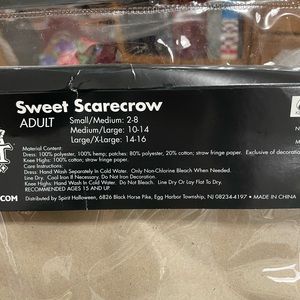 Sweet Scarecrow
ADULT
Small/Medium: 2-8
Medium/Large: 10-14
Large/X-Large: 14-16
Material Content:
Dress: 100% polyester, 100% hemp; patches: 80% polyester, 20% cotton; straw fringe paper. Exclusive of decoration
Knee Highs: 100% cotton; straw fringe paper.
Care Instructions:
Dress: Hand Wash Separately In Cold Water. Only Non-Chlorine Bleach When Needed.
Line Dry. Cool Iron If Necessary. Do Not Iron Decoration.
Knee Highs: Hand Wash In Cold Water. Do Not Bleach. Line Dry Or Lay Flat To Dry.
RECOMMENDED AGES 15 AND UP.
Distributed by Spirit Halloween, 6826 Black Horse Pike, Egg Harbor Township, NJ 08234-4197 • MADE IN CHINA
.COM